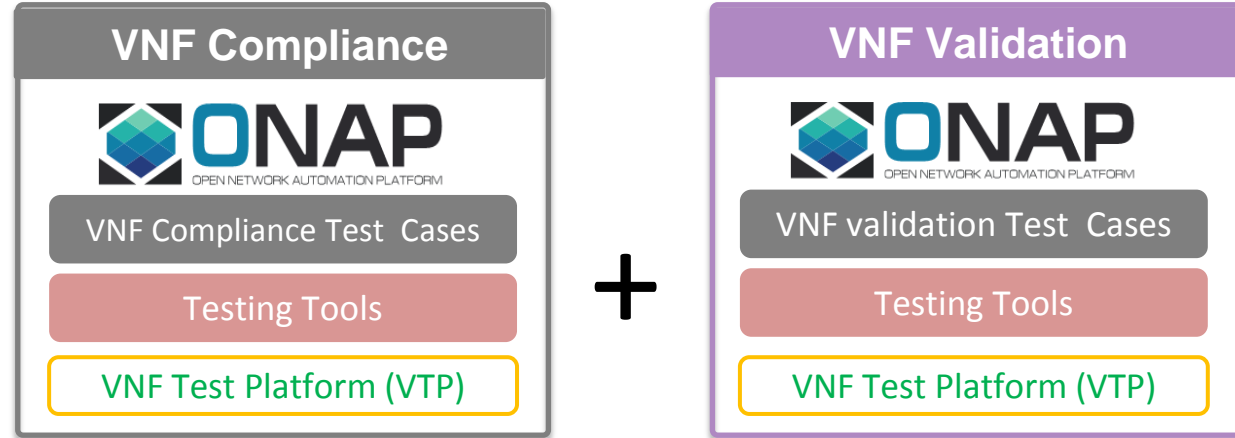 VNF Compliance
ONAP
OPEN NETWORK AUTOMATION PLATFORM
VNF Compliance Test Cases
Testing Tools
VNF Test Platform (VTP)
+
VNF Validation
ONAP
OPEN NETWORK AUTOMATION PLATFORM
VNF validation Test Cases
Testing Tools
VNF Test Platform (VTP)